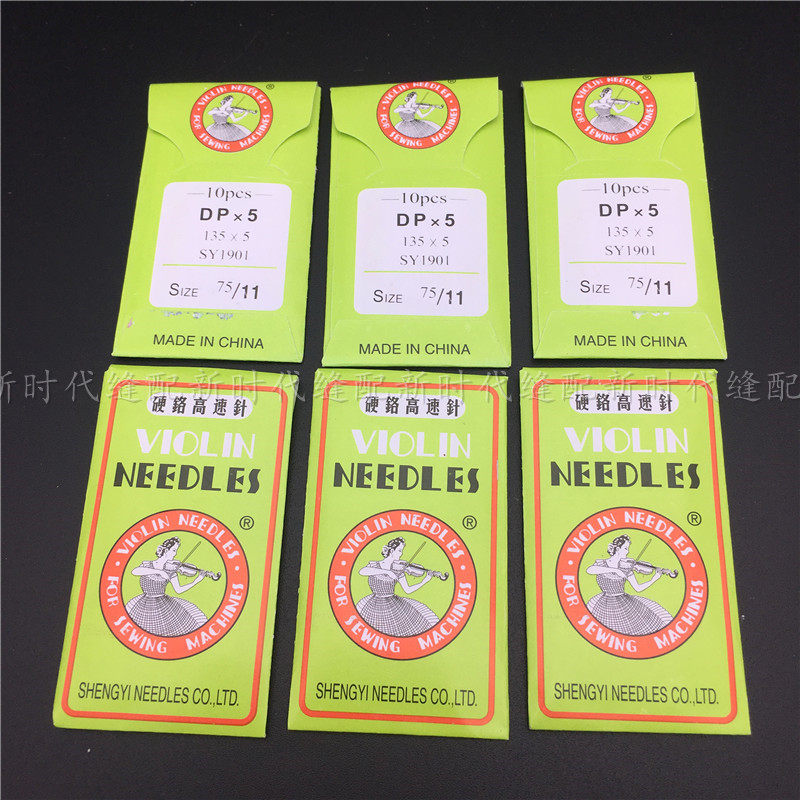 VIOLIN NEEDLES ®
FOR SEWING MACHINES
10pcs
DP × 5
135 × 5
SY1901
SIZE 75/11
MADE IN CHINA
VIOLIN NEEDLES ®
FOR SEWING MACHINES
10pcs
DP × 5
135 × 5
SY1901
SIZE 75/11
MADE IN CHINA
VIOLIN NEEDLES
FOR SEWING MACHINES
10pcs
DP × 5
135 × 5
SY1901
SIZE 75/11
MADE IN CHINA
新时代缝配新时代缝配新时代缝配新时代缝配
硬鉻高速針
VIOLIN
NEEDLES
®
VIOLIN NEEDLES
FOR SEWING MACHINES
SHENGYI NEEDLES CO.,LTD.
硬鉻高速針
VIOLIN
NEEDLES
®
VIOLIN NEEDLES
FOR SEWING MACHINES
SHENGYI NEEDLES CO.,LTD.
硬鉻高速針
VIOLIN
NEEDLES
®
VIOLIN NEEDLES
FOR SEWING MACHINES
SHENGYI NEEDLES CO.,LTD.